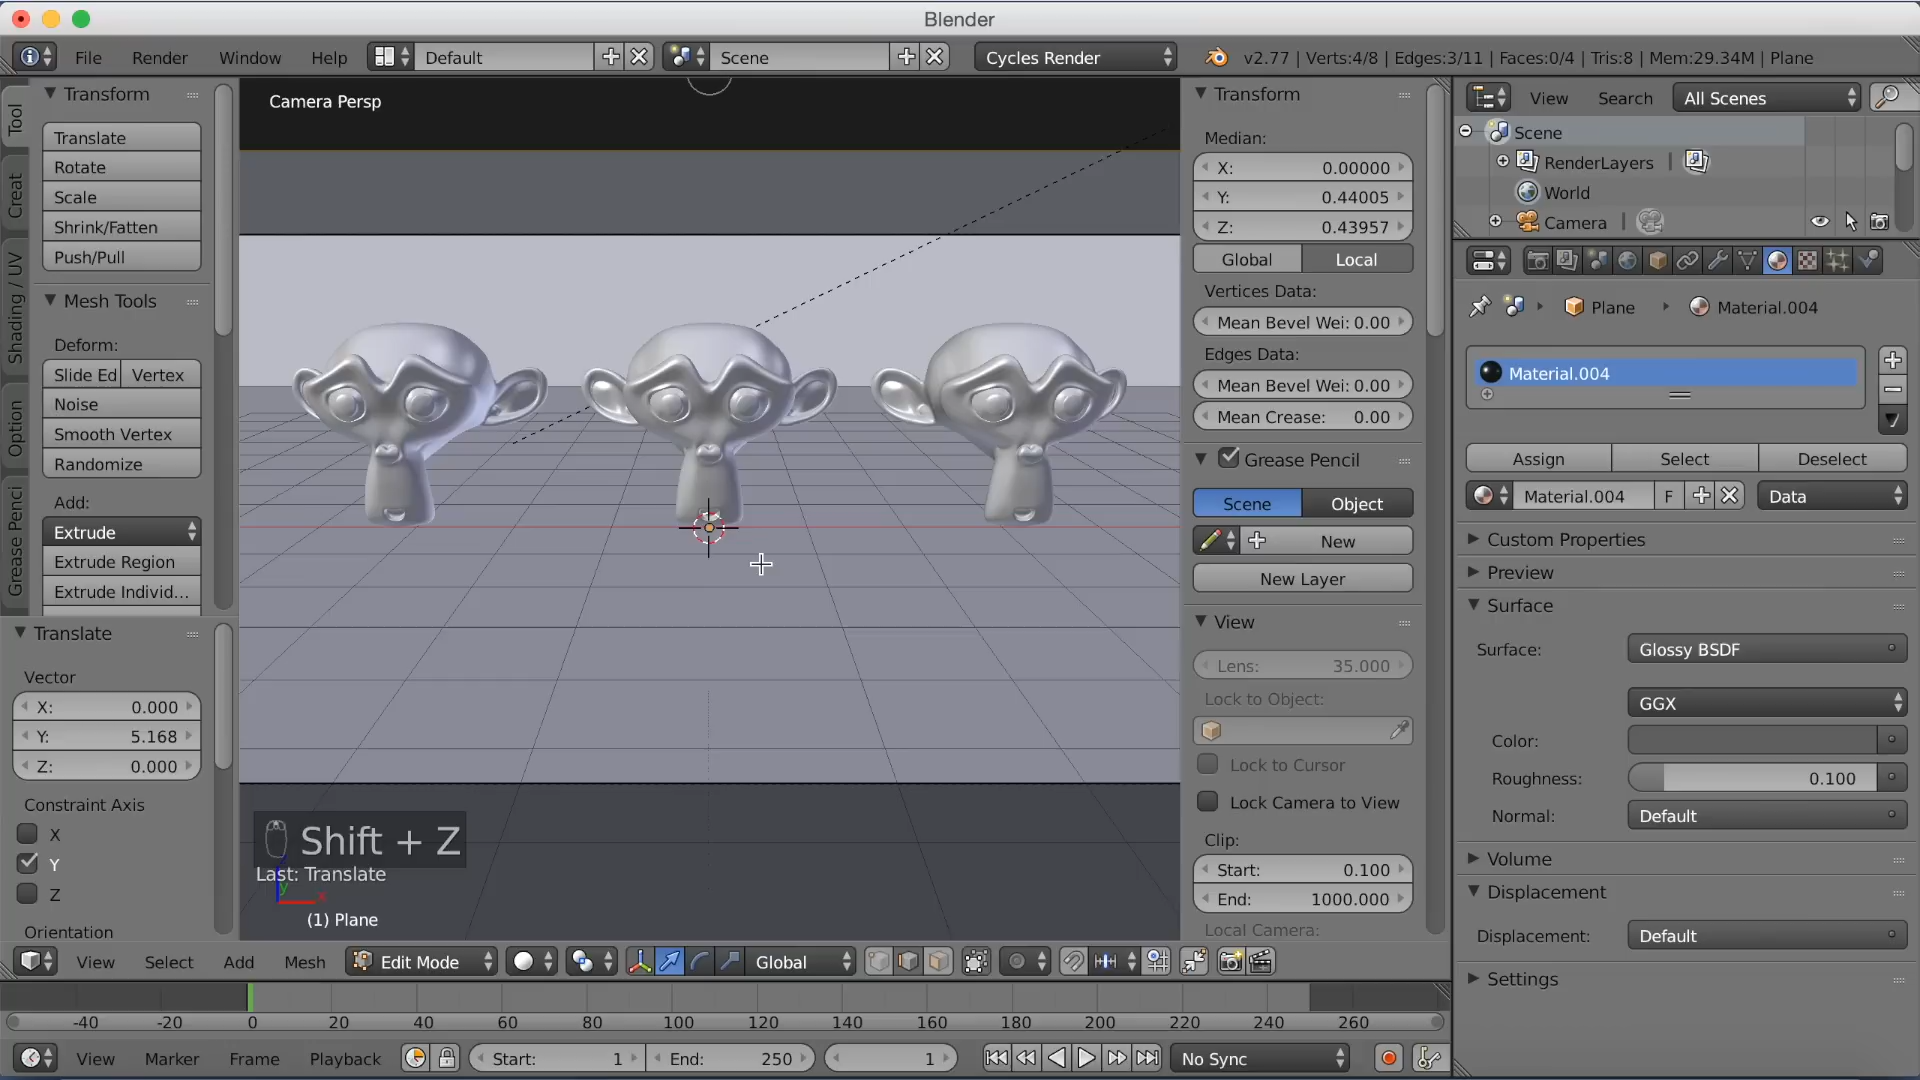 Blender
File Render Window Help Default Scene Cycles Render v2.77 | Verts:4/8 | Edges:3/11 | Faces:0/4 | Tris:8 | Mem:29.34M | Plane
Tool
Creat
Shading / UV
Option
Grease Penci
Transform
Translate
Rotate
Scale
Shrink/Fatten
Push/Pull
Mesh Tools
Deform:
Slide Ed Vertex
Noise
Smooth Vertex
Randomize
Add:
Extrude
Extrude Region
Extrude Individ...
Translate
Vector
X: 0.000
Y: 5.168
Z: 0.000
Constraint Axis
X
Y
Z
Orientation
Camera Persp
Shift + Z
Last: Translate
y x
(1) Plane
Transform
Median:
X: 0.00000
Y: 0.44005
Z: 0.43957
Global Local
Vertices Data:
Mean Bevel Wei: 0.00
Edges Data:
Mean Bevel Wei: 0.00
Mean Crease: 0.00
Grease Pencil
Scene Object
New
New Layer
View
Lens: 35.000
Lock to Object:
Lock to Cursor
Lock Camera to View
Clip:
Start: 0.100
End: 1000.000
Local Camera:
View Search All Scenes
Scene
RenderLayers |
World
Camera |
Plane Material.004
Material.004
Assign Select Deselect
Material.004 F Data
Custom Properties
Preview
Surface
Surface: Glossy BSDF
GGX
Color:
Roughness: 0.100
Normal: Default
Volume
Displacement
Displacement: Default
Settings
View Select Add Mesh Edit Mode Global
-40 -20 0 20 40 60 80 100 120 140 160 180 200 220 240 260
View Marker Frame Playback Start: 1 End: 250 1 No Sync